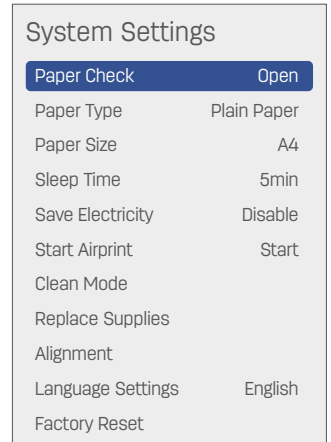 System Settings
Paper Check Open
Paper Type Plain Paper
Paper Size A4
Sleep Time 5min
Save Electricity Disable
Start Airprint Start
Clean Mode
Replace Supplies
Alignment
Language Settings English
Factory Reset